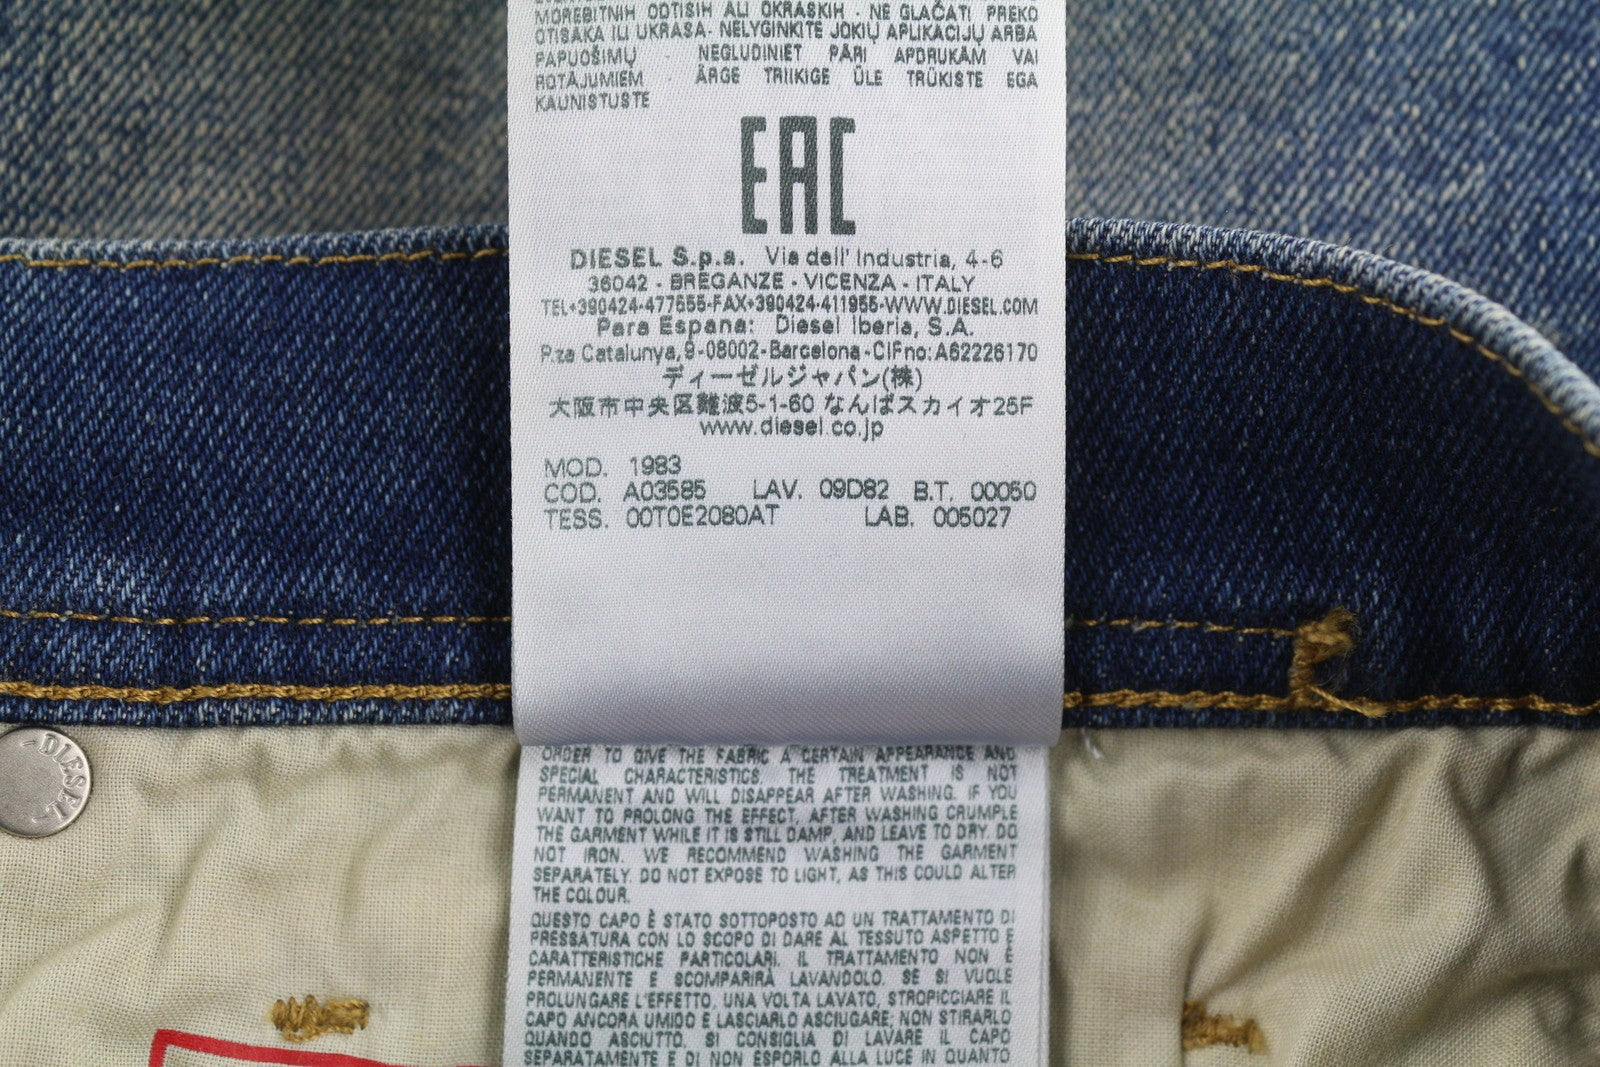 MOREBITNIH ODTISIH ALI OKRASKIH - NE GLAČATI PREKO
OTISAKA ILI UKRASA- NELYGINKITE JOKIŲ APLIKACIJŲ ARBA
PAPUOŠIMŲ - NEGLUDINIET PĀRI APDRUKĀM VAI
ROTĀJUMIEM - ÄRGE TRIIKIGE ÜLE TRÜKISTE EGA
KAUNISTUSTE
EAC
DIESEL S.p.a. Via dell' Industria, 4-6
36042 - BREGANZE - VICENZA - ITALY
TEL+390424-477555-FAX+390424-411955-WWW.DIESEL.COM
Para Espana: Diesel Iberia, S.A.
P.za Catalunya,9-08002-Barcelona-CIFno:A62226170
ディーゼルジャパン(株)
大阪市中央区難波5-1-60 なんばスカイオ25F
www.diesel.co.jp
MOD. 1983
COD. A03585 LAV. 09D82 B.T. 00050
TESS. 00T0E2080AT LAB. 005027
-DIESEL-
ORDER TO GIVE THE FABRIC A CERTAIN APPEARANCE AND
SPECIAL CHARACTERISTICS. THE TREATMENT IS NOT
PERMANENT AND WILL DISAPPEAR AFTER WASHING. IF YOU
WANT TO PROLONG THE EFFECT, AFTER WASHING CRUMPLE
THE GARMENT WHILE IT IS STILL DAMP, AND LEAVE TO DRY. DO
NOT IRON. WE RECOMMEND WASHING THE GARMENT
SEPARATELY. DO NOT EXPOSE TO LIGHT, AS THIS COULD ALTER
THE COLOUR.
QUESTO CAPO È STATO SOTTOPOSTO AD UN TRATTAMENTO DI
PRESSATURA CON LO SCOPO DI DARE AL TESSUTO ASPETTO E
CARATTERISTICHE PARTICOLARI. IL TRATTAMENTO NON È
PERMANENTE E SCOMPARIRÀ LAVANDOLO. SE SI VUOLE
PROLUNGARE L'EFFETTO, UNA VOLTA LAVATO, STROPICCIARE IL
CAPO ANCORA UMIDO E LASCIARLO ASCIUGARE; NON STIRARLO
QUANDO ASCIUTTO. SI CONSIGLIA DI LAVARE IL CAPO
SEPARATAMENTE E DI NON ESPORLO ALLA LUCE IN QUANTO